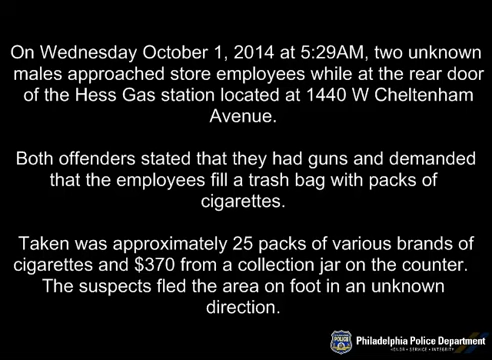 On Wednesday October 1, 2014 at 5:29AM, two unknown
males approached store employees while at the rear door
of the Hess Gas station located at 1440 W Cheltenham
Avenue.
Both offenders stated that they had guns and demanded
that the employees fill a trash bag with packs of
cigarettes.
Taken was approximately 25 packs of various brands of
cigarettes and $370 from a collection jar on the counter.
The suspects fled the area on foot in an unknown
direction.
Philadelphia Police Department
HONOR • SERVICE • INTEGRITY